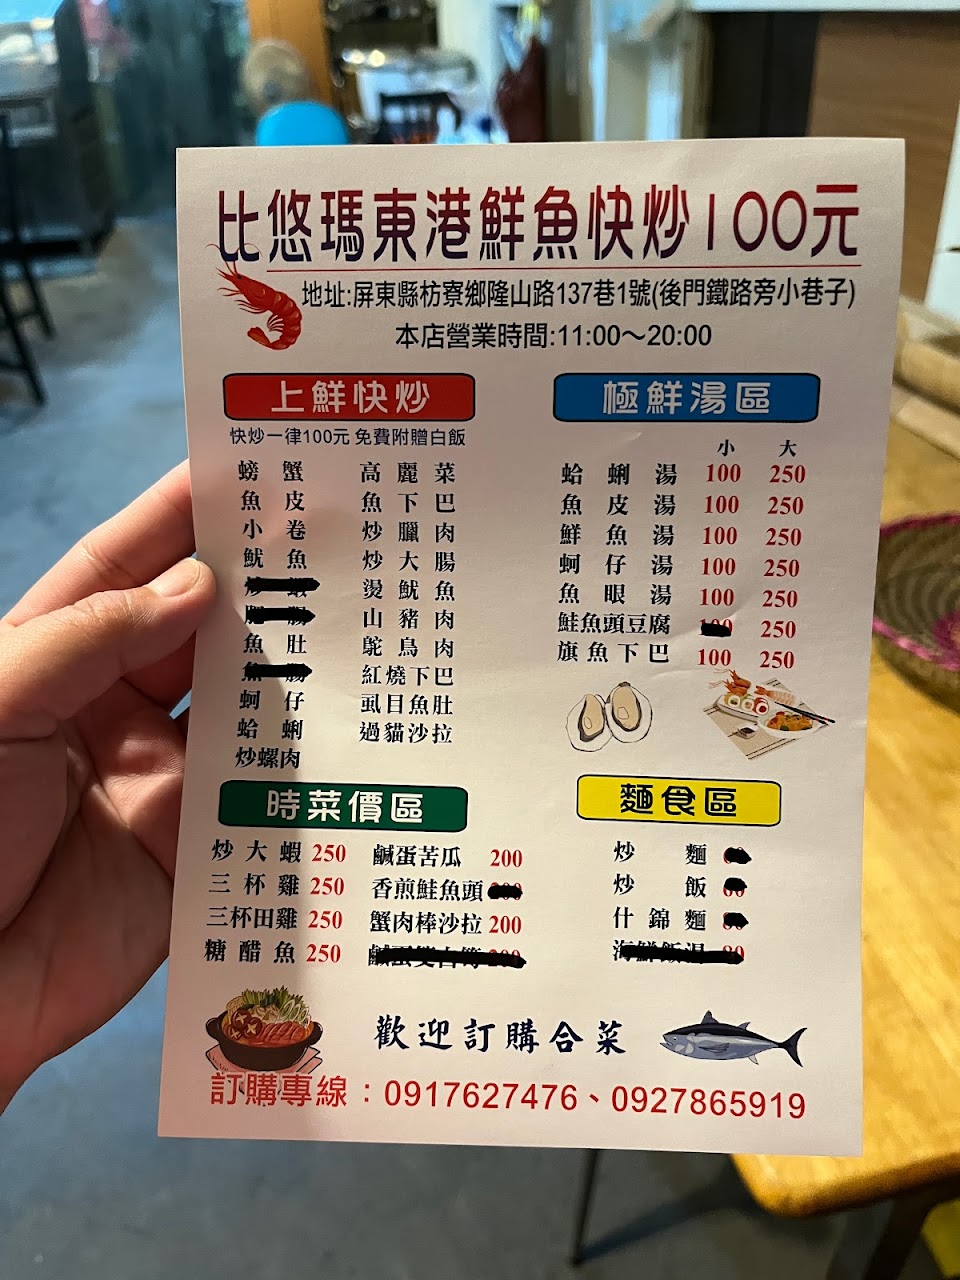 比悠瑪東港鮮魚快炒100元
地址:屏東縣枋寮鄉隆山路137巷1號(後門鐵路旁小巷子)
本店營業時間:11:00～20:00
上鮮快炒
快炒一律100元 免費附贈白飯
螃蟹 高麗菜
魚皮 魚下巴
小卷 炒臘肉
魷魚 炒大腸
燙魷魚
山豬肉
魚肚 鴕鳥肉
紅燒下巴
蚵仔 虱目魚肚
蛤蜊 過貓沙拉
炒螺肉
極鮮湯區
小 大
蛤蜊湯 100 250
魚皮湯 100 250
鮮魚湯 100 250
蚵仔湯 100 250
魚眼湯 100 250
鮭魚頭豆腐 250
旗魚下巴 100 250
時菜價區
炒大蝦 250 鹹蛋苦瓜 200
三杯雞 250 香煎鮭魚頭
三杯田雞 250 蟹肉棒沙拉 200
糖醋魚 250
麵食區
炒麵
炒飯
什錦麵
歡迎訂購合菜
訂購專線：0917627476、0927865919